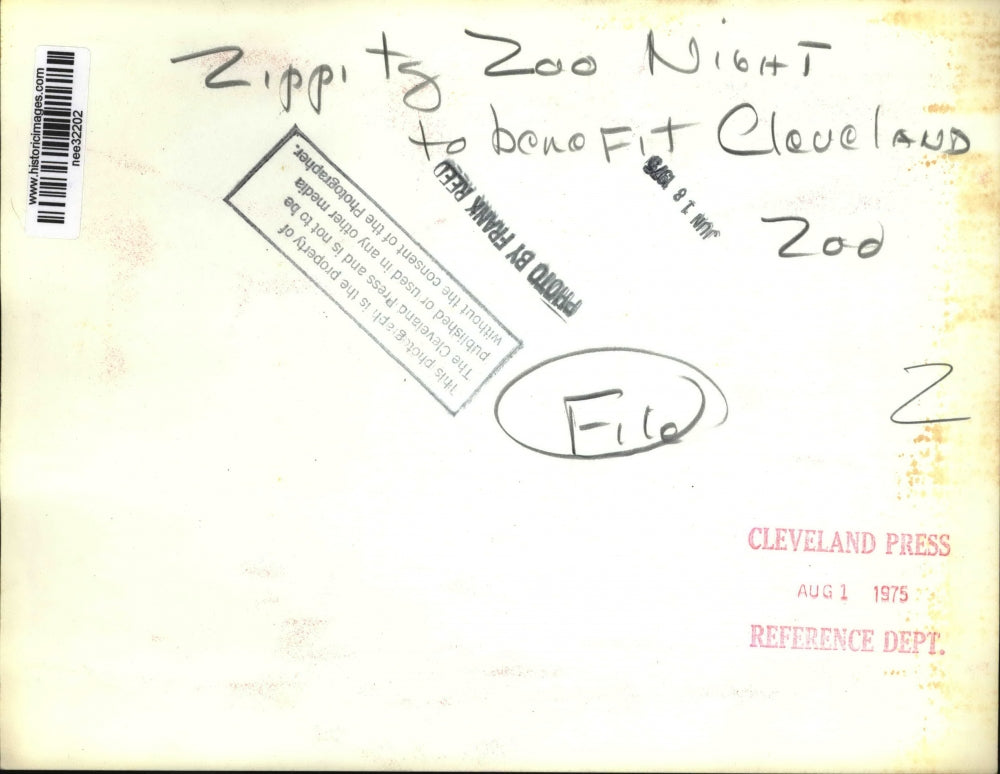 Zippity Zoo NIGHT
to beneFit CleveLAND
Zoo
www.historicimages.com
nee32202
This photograph is the property of
The Cleveland Press and is not to be
published or used in any other media
without the consent of the Photographer.
PHOTO BY FRANK REED
JUN 18 1975
File
Z
CLEVELAND PRESS
AUG 1 1975
REFERENCE DEPT.